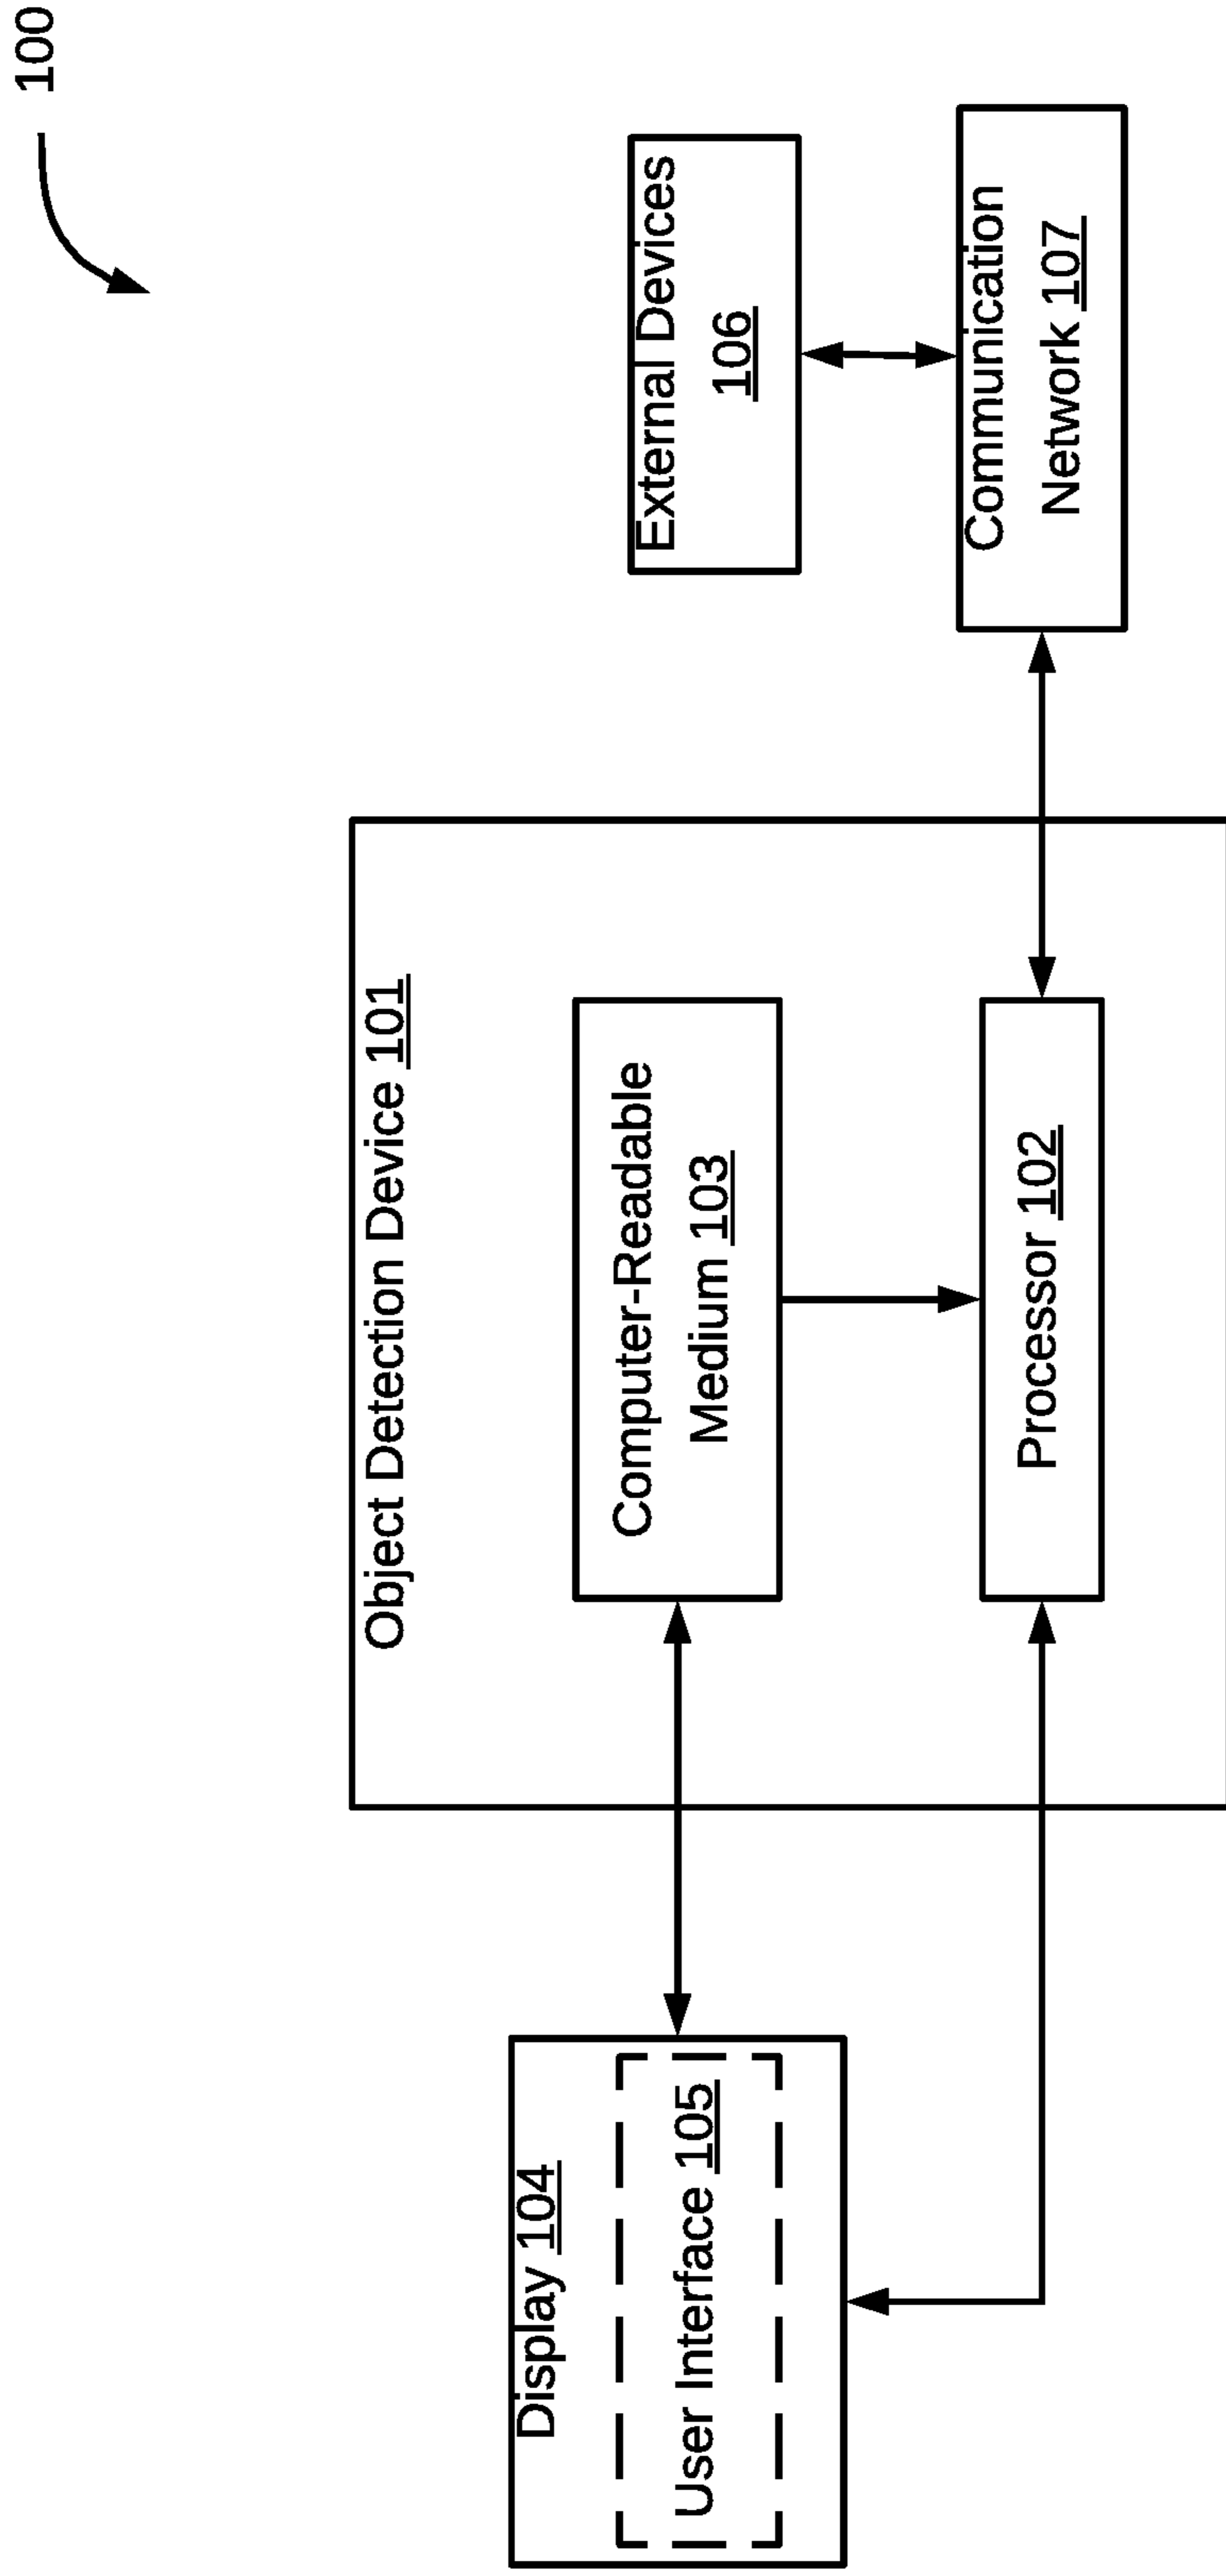 100
Object Detection Device 101
Display 104
User Interface 105
Computer-Readable
Medium 103
Processor 102
External Devices
106
Communication
Network 107